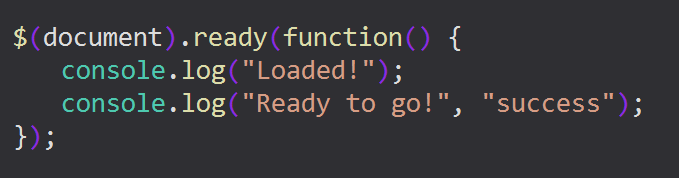 $(document).ready(function() {
console.log("Loaded!");
console.log("Ready to go!", "success");
});